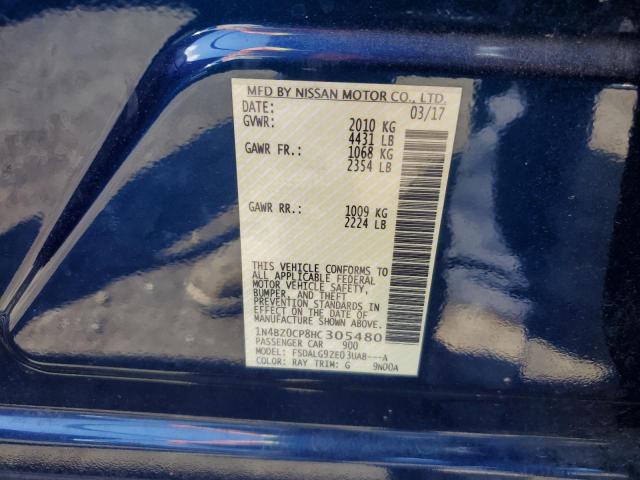 MFD BY NISSAN MOTOR CO., LTD.
DATE: 03/17
GVWR: 2010 KG
4431 LB
GAWR FR.: 1068 KG
2354 LB
GAWR RR.: 1009 KG
2224 LB
THIS VEHICLE CONFORMS TO
ALL APPLICABLE FEDERAL
MOTOR VEHICLE SAFETY,
BUMPER, AND THEFT
PREVENTION STANDARDS IN
EFFECT ON THE DATE OF
MANUFACTURE SHOWN ABOVE.
1N4BZ0CP8HC305480
PASSENGER CAR 900
MODEL: FSDALG9ZE03UA8---A
COLOR: RAY TRIM: G 9N00A